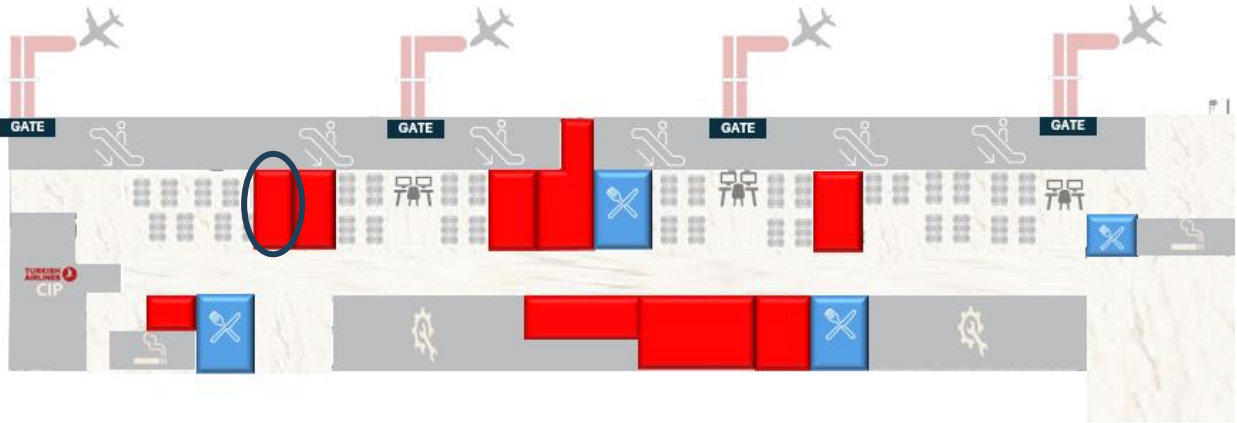 GATE
GATE
GATE
GATE
TURKISH
AIRLINES
CIP